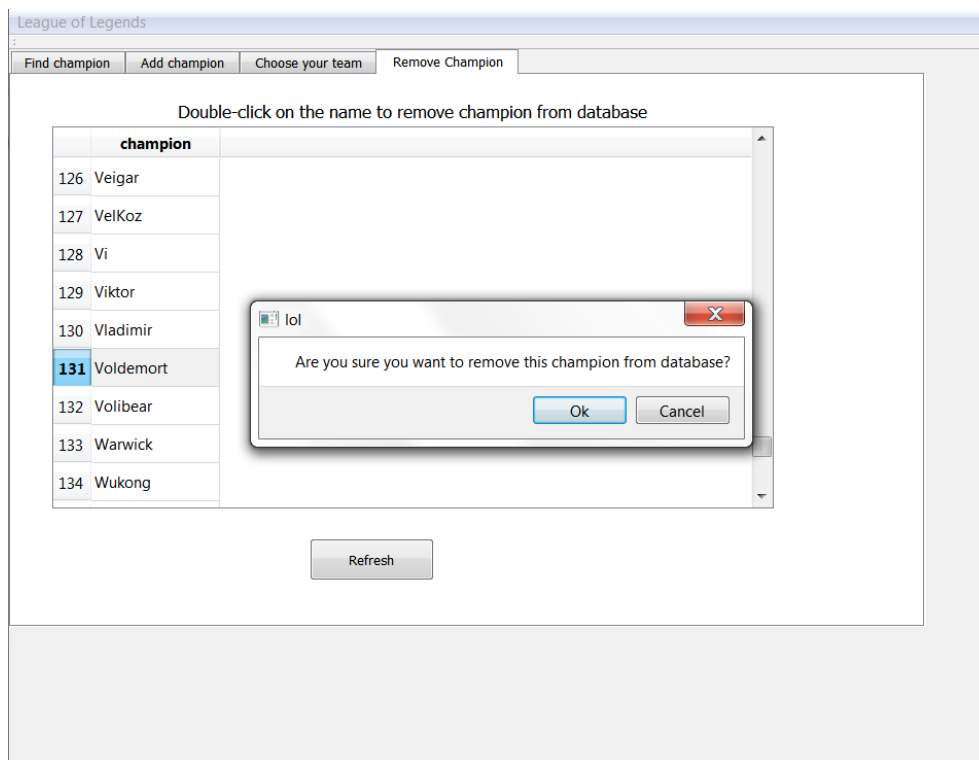 League of Legends
Find champion Add champion Choose your team Remove Champion
Double-click on the name to remove champion from database
champion
126 Veigar
127 VelKoz
128 Vi
129 Viktor
130 Vladimir
131 Voldemort
132 Volibear
133 Warwick
134 Wukong
lol
Are you sure you want to remove this champion from database?
Ok Cancel
Refresh